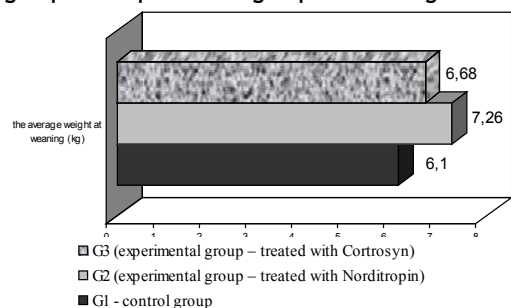 6,68
7,26
the average weight at
weaning (kg)
6,1
0 1 2 3 4 5 6 7 8
G3 (experimental group – treated with Cortrosyn)
G2 (experimental group – treated with Norditropin)
G1 - control group